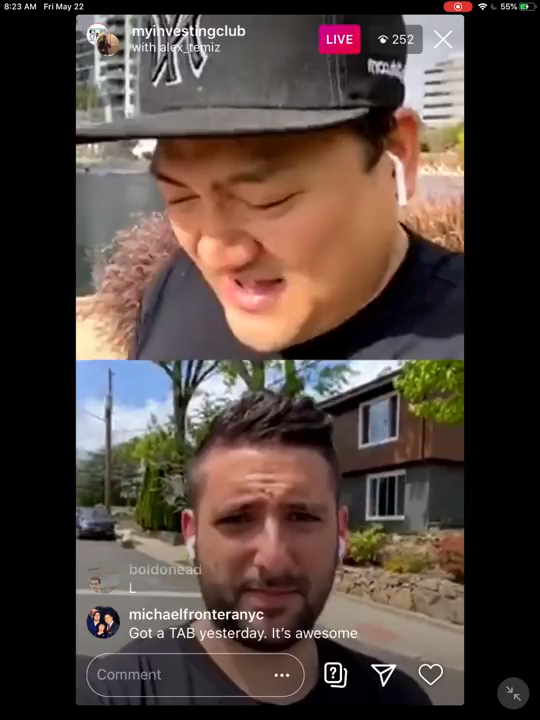 8:23 AM Fri May 22
55%
myinvestingclub
with alex_temiz
LIVE
252
boldonead
L
michaelfronteranyc
Got a TAB yesterday. It's awesome
Comment